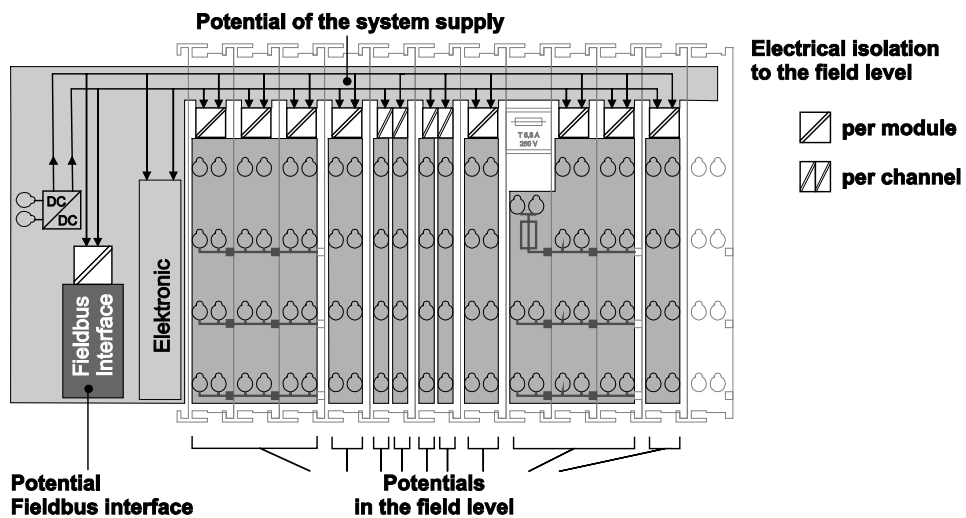 Potential of the system supply
Electrical isolation
to the field level
per module
per channel
T 6,3 A
250 V
DC
DC
Fieldbus
Interface
Elektronic
Potential
Fieldbus interface
Potentials
in the field level